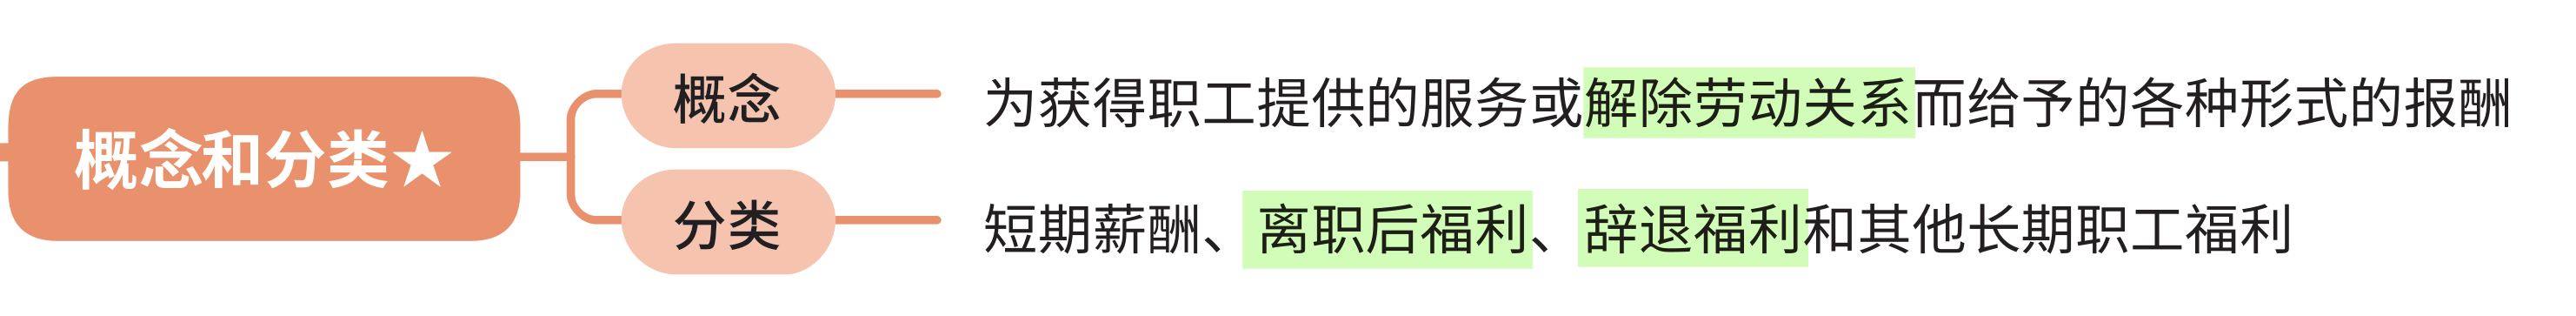 概念和分类★
概念
为获得职工提供的服务或解除劳动关系而给予的各种形式的报酬
分类
短期薪酬、离职后福利、辞退福利和其他长期职工福利